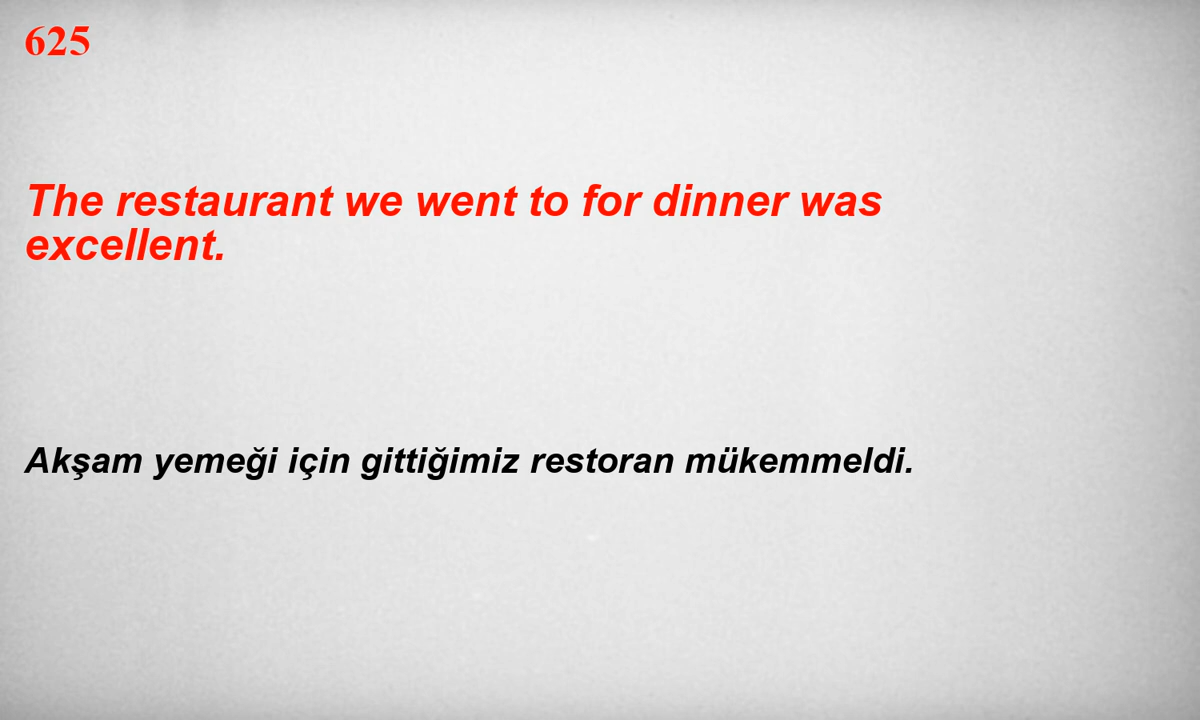 625
The restaurant we went to for dinner was
excellent.
Akşam yemeği için gittiğimiz restoran mükemmeldi.